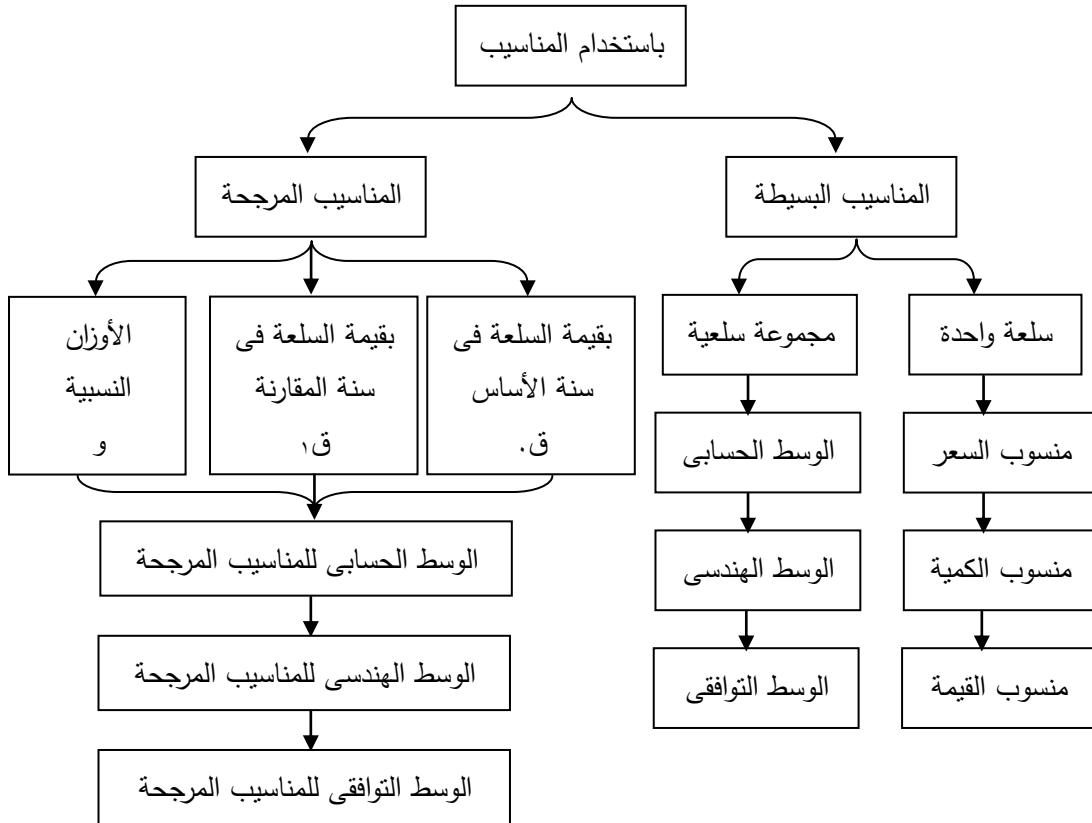 باستخدام المناسيب
المناسيب البسيطة
المناسيب المرجحة
سلعة واحدة
مجموعة سلعية
بقيمة السلعة فى
سنة الأساس
ق٠
بقيمة السلعة فى
سنة المقارنة
ق١
الأوزان
النسبية
و
منسوب السعر
الوسط الحسابى
منسوب الكمية
الوسط الهندسى
منسوب القيمة
الوسط التوافقى
الوسط الحسابى للمناسيب المرجحة
الوسط الهندسى للمناسيب المرجحة
الوسط التوافقى للمناسيب المرجحة